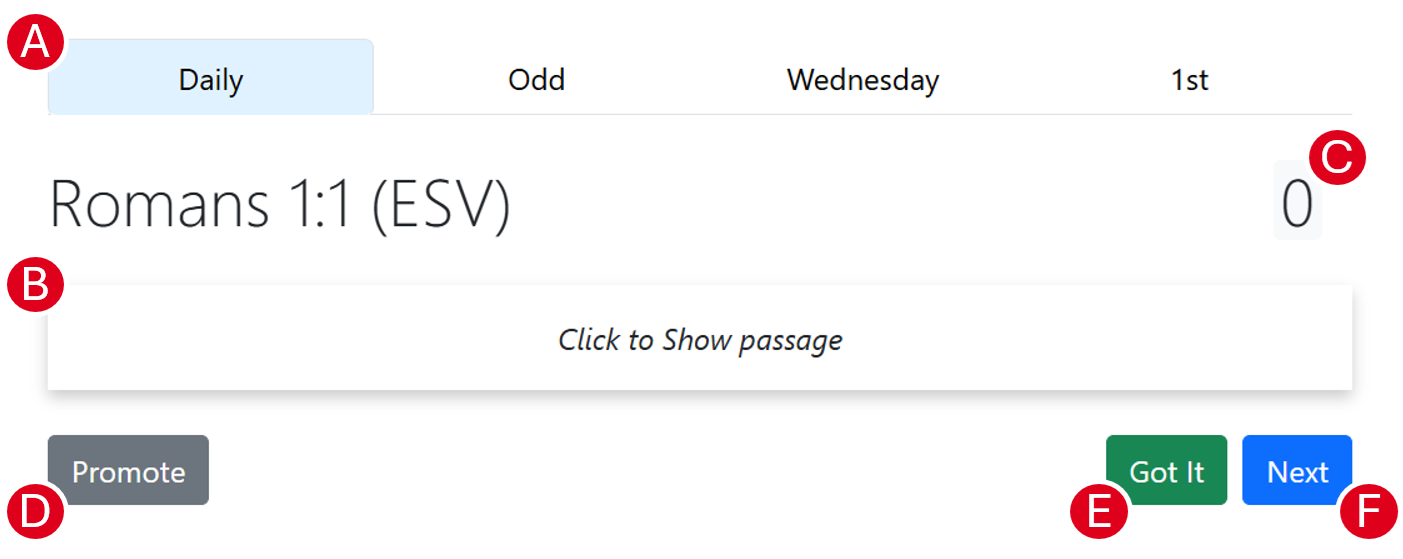 A
Daily Odd Wednesday 1st
C
Romans 1:1 (ESV) 0
B
Click to Show passage
Promote Got It Next
D E F